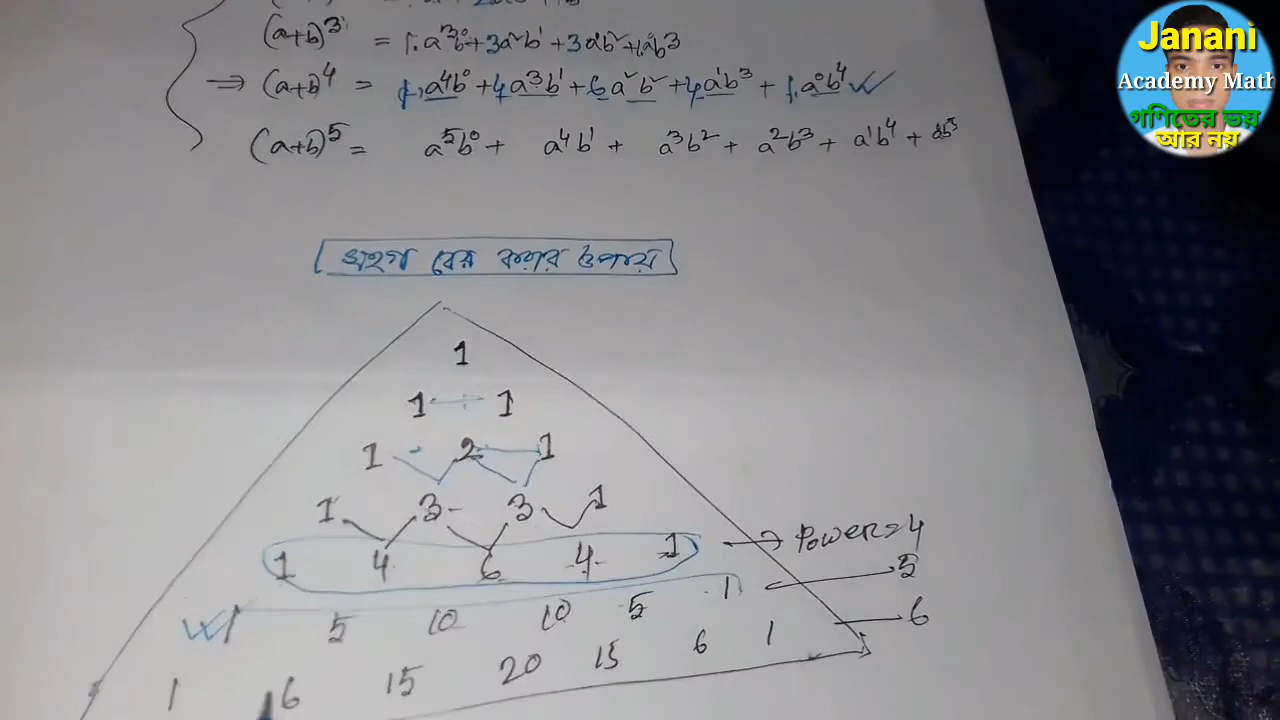 (a+b)³ = 1.a³b⁰+3a²b¹+3a¹b²+1.a⁰b³
⇒ (a+b)⁴ = 1.a⁴b⁰+4a³b¹+6a²b²+4a¹b³+1.a⁰b⁴
(a+b)⁵ = a⁵b⁰+ a⁴b¹ + a³b² + a²b³ + a¹b⁴ + a⁰b⁵
Janani
Academy Math
গণিতের ভয়
আর নয়
সহগ বের করার উপায়
1
1 1
1 2 1
1 3 3 1
1 4 6 4 1 → Power=4
1 5 10 10 5 1 5
1 6 15 20 15 6 1 6